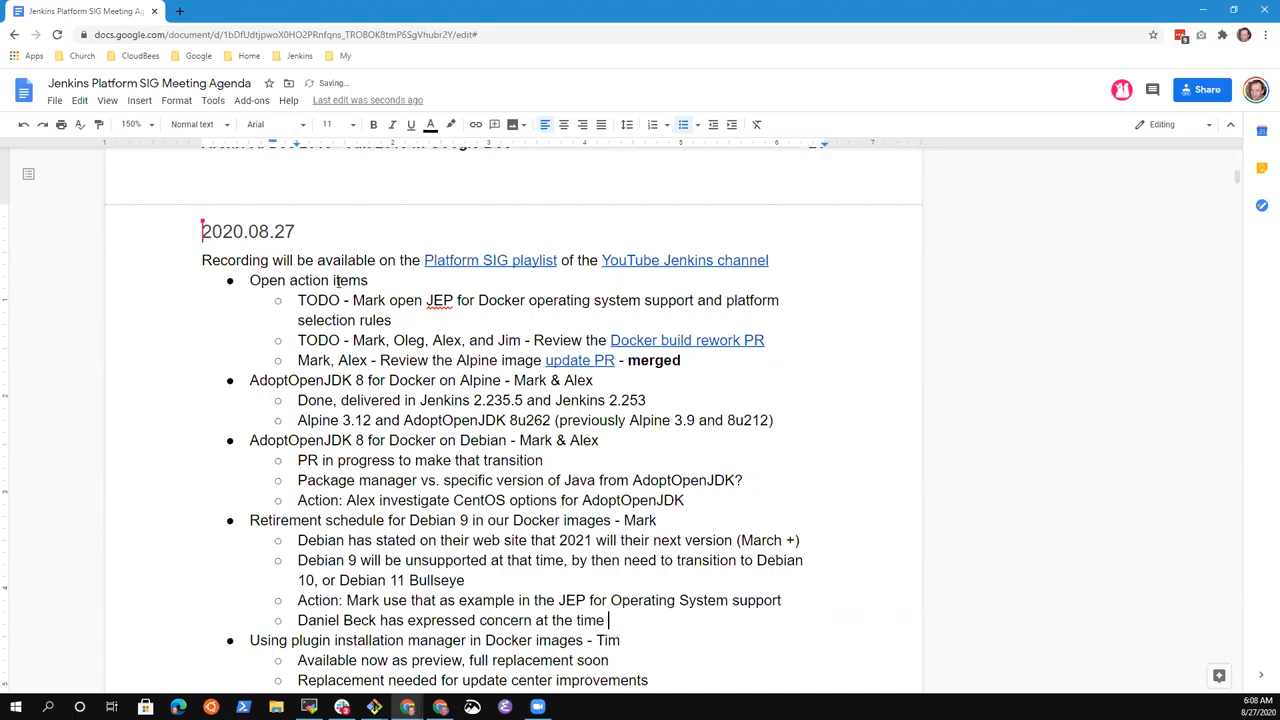 Jenkins Platform SIG Meeting Ag
docs.google.com/document/d/1bDfUdtjpwoX0HO2PRnfqns_TROBOK8tmP6SgVhubr2Y/edit#
Apps Church CloudBees Google Home Jenkins My
Jenkins Platform SIG Meeting Agenda Saving...
File Edit View Insert Format Tools Add-ons Help Last edit was seconds ago
Share
150% Normal text Arial 11 Editing
1 1 2 3 4 5 6 7
2020.08.27
Recording will be available on the Platform SIG playlist of the YouTube Jenkins channel
● Open action items
○ TODO - Mark open JEP for Docker operating system support and platform
selection rules
○ TODO - Mark, Oleg, Alex, and Jim - Review the Docker build rework PR
○ Mark, Alex - Review the Alpine image update PR - merged
● AdoptOpenJDK 8 for Docker on Alpine - Mark & Alex
○ Done, delivered in Jenkins 2.235.5 and Jenkins 2.253
○ Alpine 3.12 and AdoptOpenJDK 8u262 (previously Alpine 3.9 and 8u212)
● AdoptOpenJDK 8 for Docker on Debian - Mark & Alex
○ PR in progress to make that transition
○ Package manager vs. specific version of Java from AdoptOpenJDK?
○ Action: Alex investigate CentOS options for AdoptOpenJDK
● Retirement schedule for Debian 9 in our Docker images - Mark
○ Debian has stated on their web site that 2021 will their next version (March +)
○ Debian 9 will be unsupported at that time, by then need to transition to Debian
10, or Debian 11 Bullseye
○ Action: Mark use that as example in the JEP for Operating System support
○ Daniel Beck has expressed concern at the time
● Using plugin installation manager in Docker images - Tim
○ Available now as preview, full replacement soon
○ Replacement needed for update center improvements
6:08 AM
8/27/2020